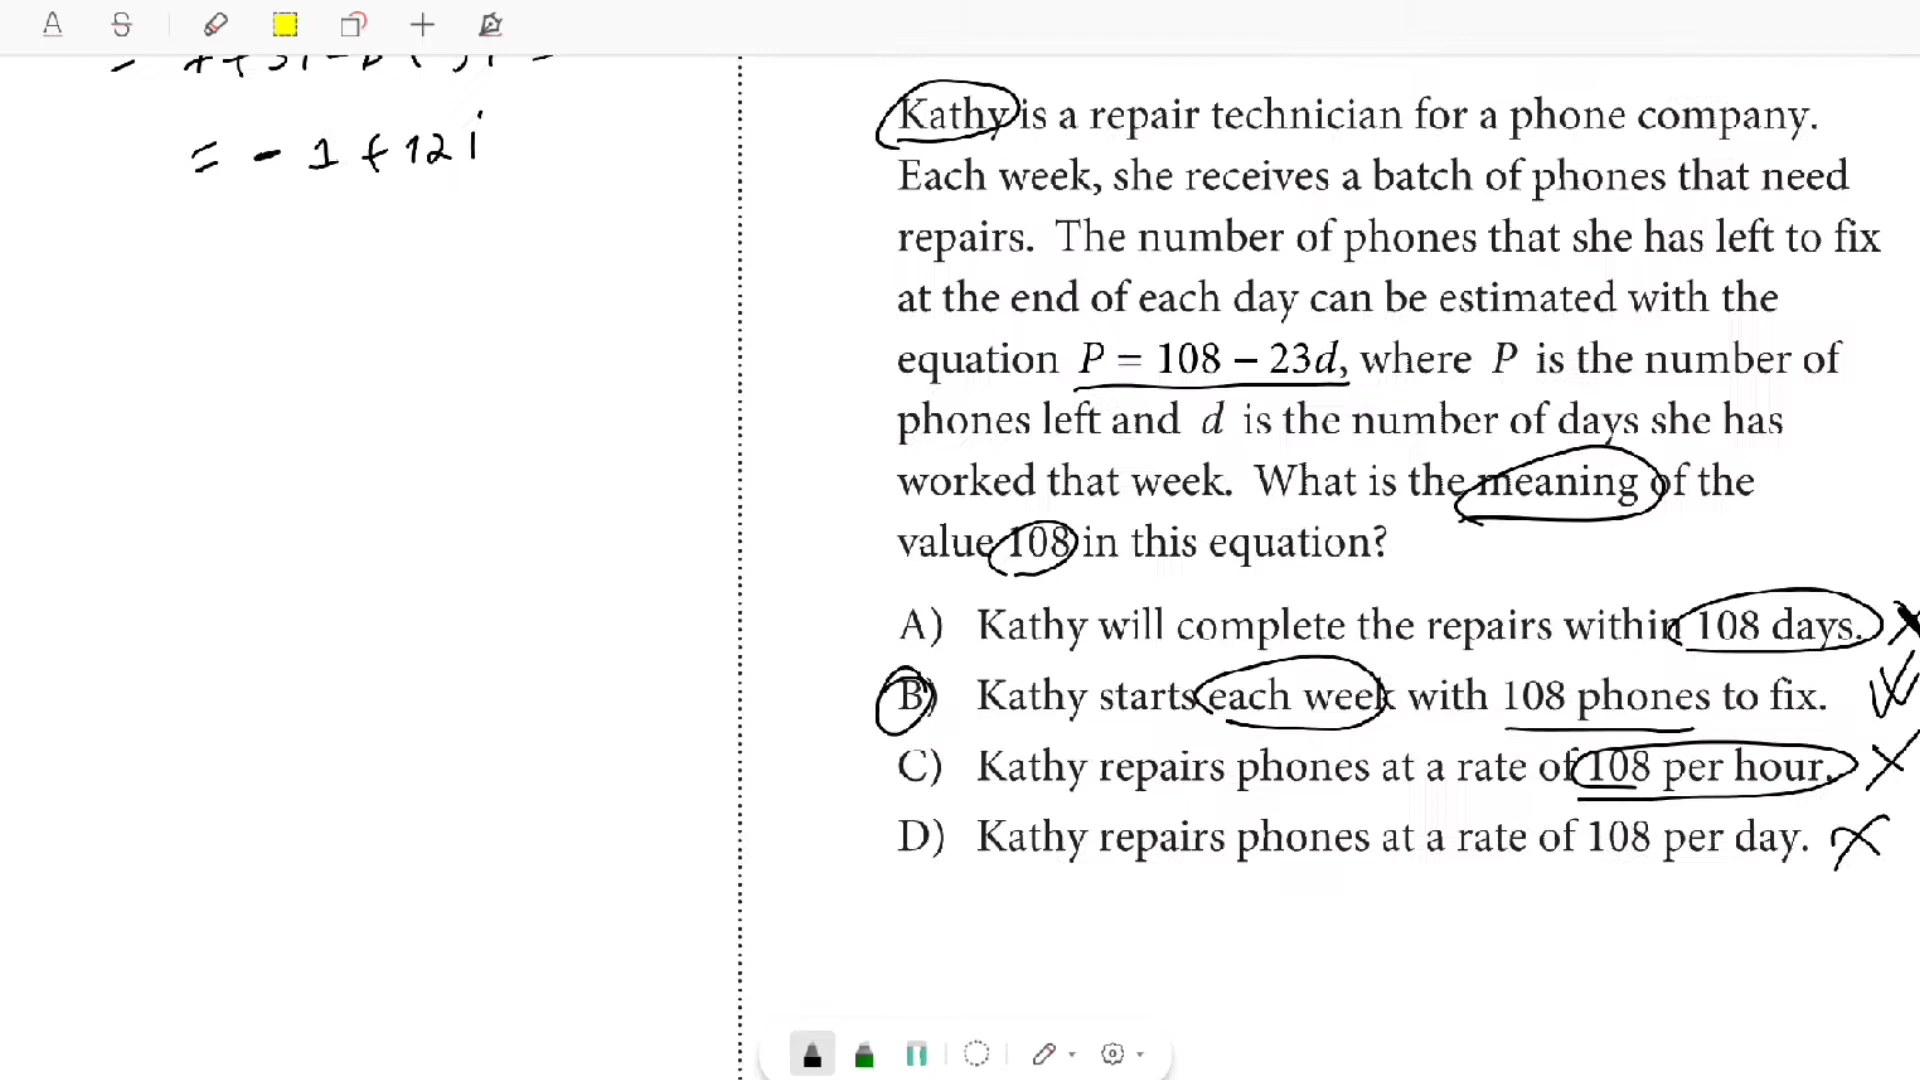 = - 1 + 12 i
Kathy is a repair technician for a phone company.
Each week, she receives a batch of phones that need
repairs. The number of phones that she has left to fix
at the end of each day can be estimated with the
equation P = 108 – 23d, where P is the number of
phones left and d is the number of days she has
worked that week. What is the meaning of the
value 108 in this equation?
A) Kathy will complete the repairs within 108 days.
B) Kathy starts each week with 108 phones to fix.
C) Kathy repairs phones at a rate of 108 per hour.
D) Kathy repairs phones at a rate of 108 per day.